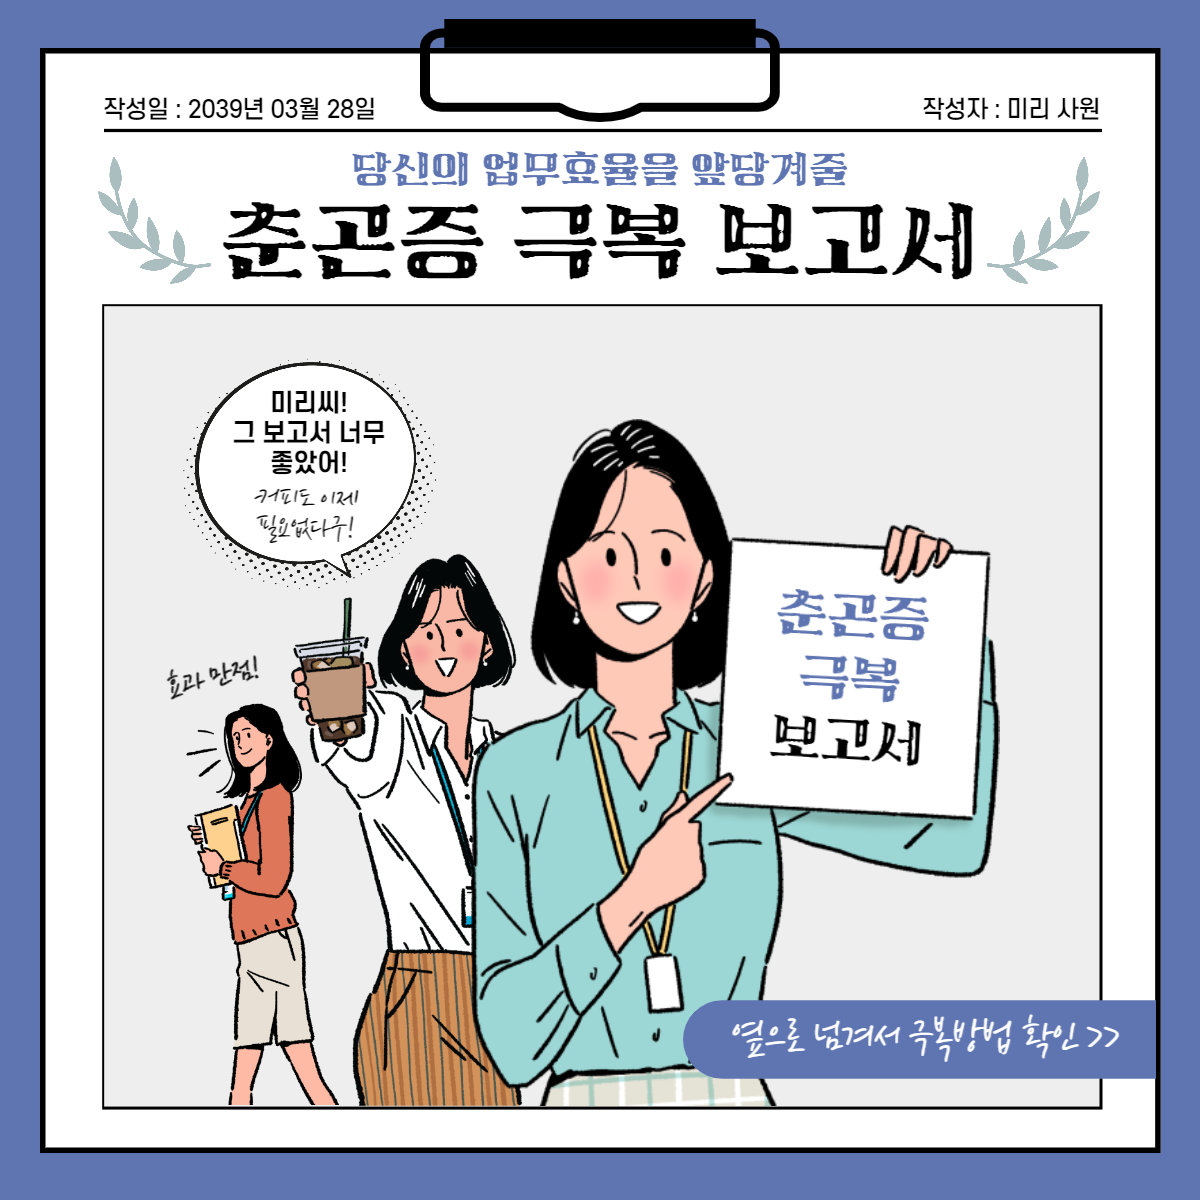 작성일 : 2039년 03월 28일
작성자 : 미리 사원
당신의 업무효율을 앞당겨줄
춘곤증 극복 보고서
미리씨!
그 보고서 너무
좋았어!
커피도 이제
필요없다구!
효과 만점!
춘곤증
극복
보고서
옆으로 넘겨서 극복방법 확인 >>